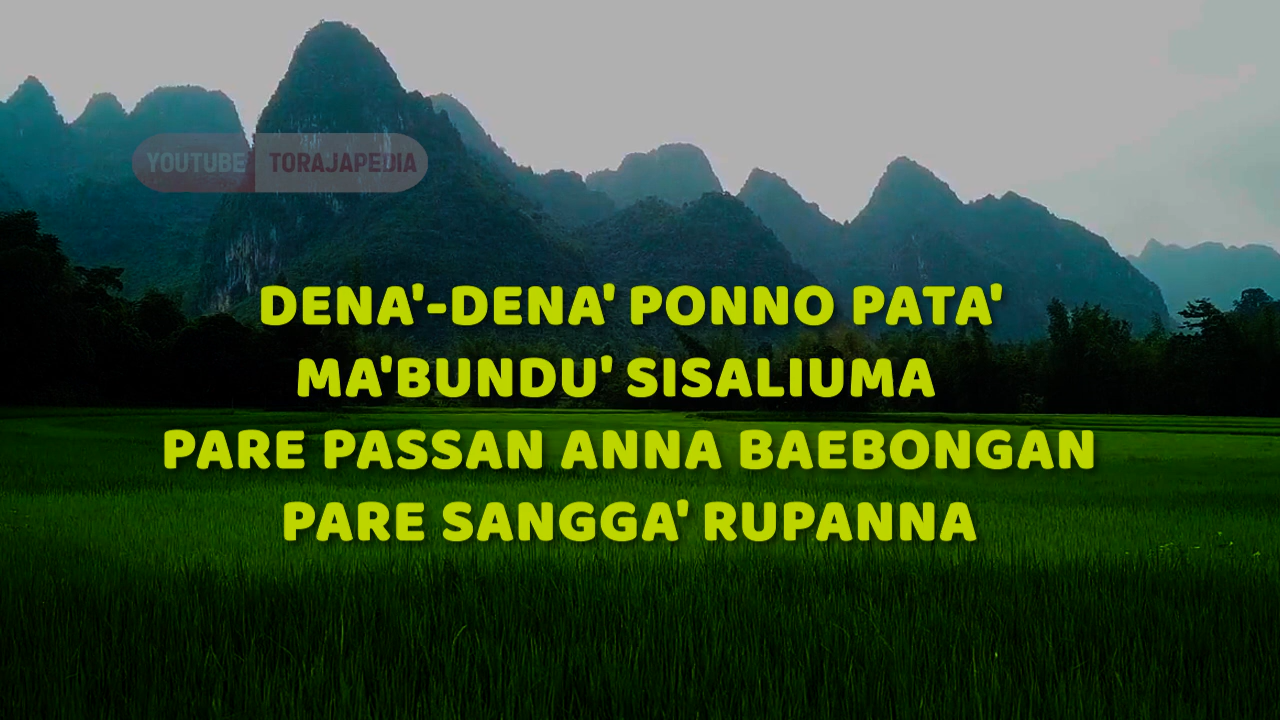 YOUTUBE TORAJAPEDIA
DENA'-DENA' PONNO PATA'
MA'BUNDU' SISALIUMA
PARE PASSAN ANNA BAEBONGAN
PARE SANGGA' RUPANNA